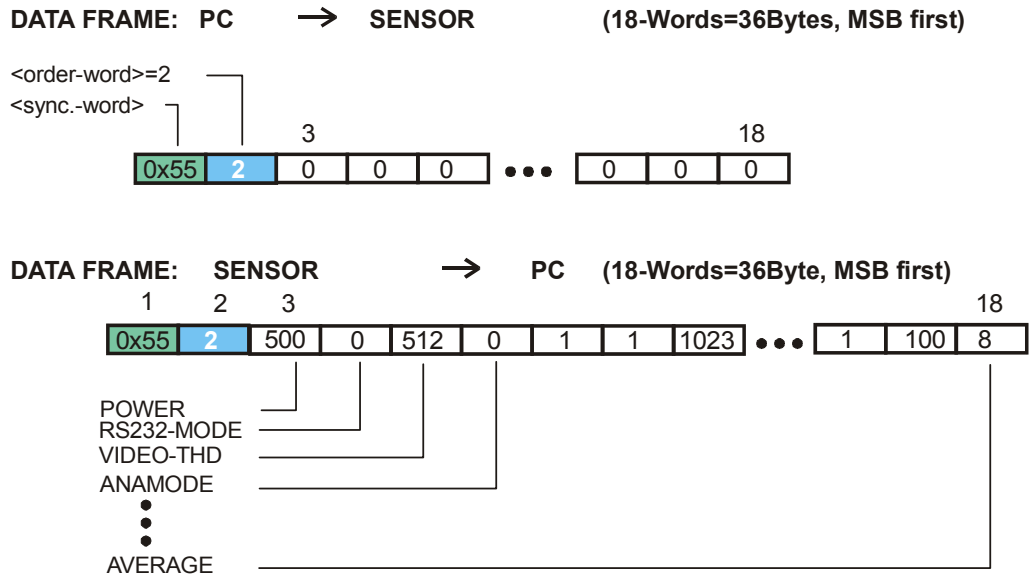 DATA FRAME: PC → SENSOR (18-Words=36Bytes, MSB first)
<order-word>=2
<sync.-word>
3 18
0x55 2 0 0 0 ••• 0 0 0
DATA FRAME: SENSOR → PC (18-Words=36Byte, MSB first)
1 2 3 18
0x55 2 500 0 512 0 1 1 1023 ••• 1 100 8
POWER
RS232-MODE
VIDEO-THD
ANAMODE
AVERAGE